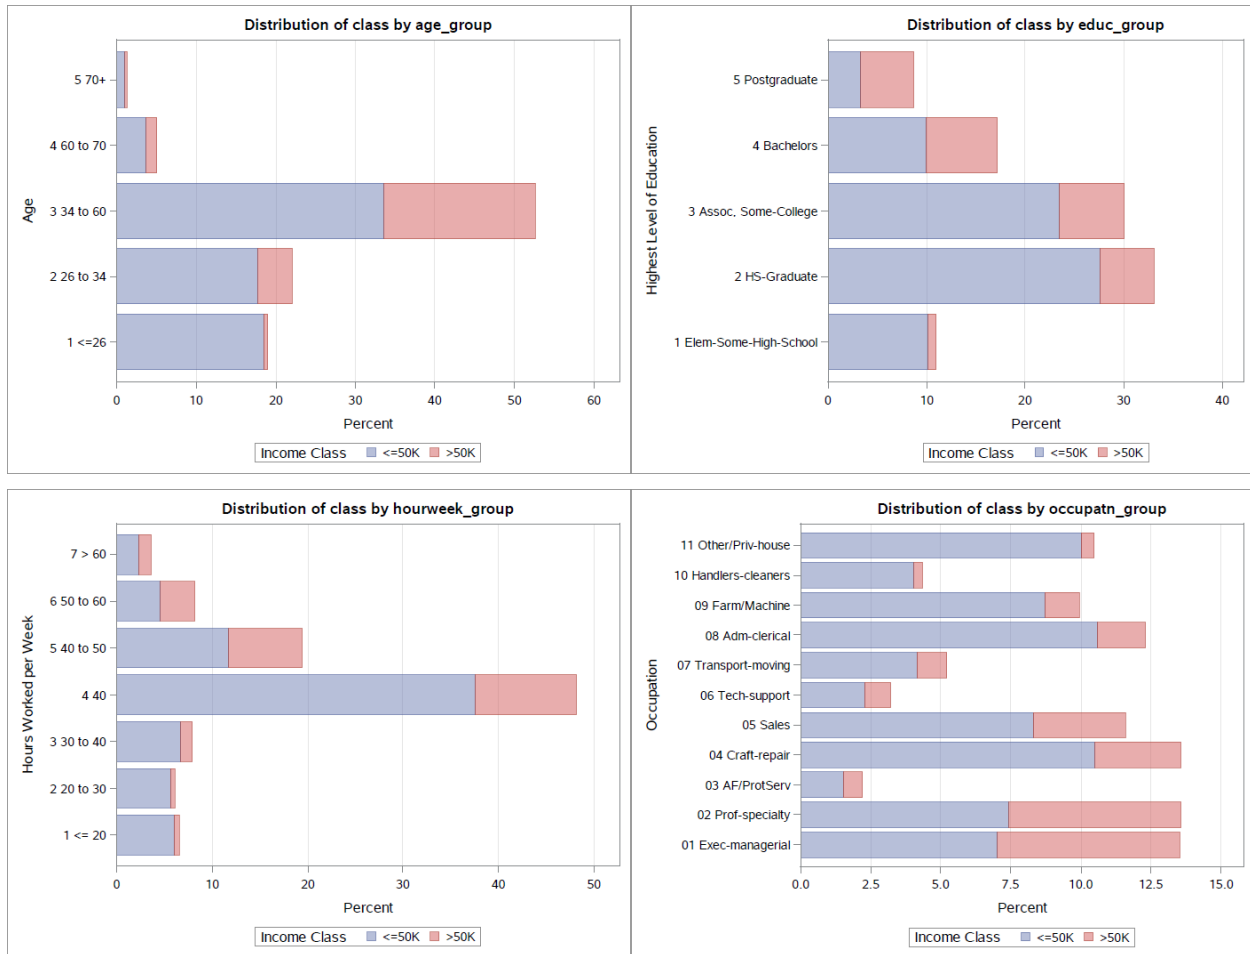 Distribution of class by age_group
Age
5 70+
4 60 to 70
3 34 to 60
2 26 to 34
1 <=26
0 10 20 30 40 50 60
Percent
Income Class <=50K >50K
Distribution of class by educ_group
Highest Level of Education
5 Postgraduate
4 Bachelors
3 Assoc, Some-College
2 HS-Graduate
1 Elem-Some-High-School
0 10 20 30 40
Percent
Income Class <=50K >50K
Distribution of class by hourweek_group
Hours Worked per Week
7 > 60
6 50 to 60
5 40 to 50
4 40
3 30 to 40
2 20 to 30
1 <= 20
0 10 20 30 40 50
Percent
Income Class <=50K >50K
Distribution of class by occupatn_group
Occupation
11 Other/Priv-house
10 Handlers-cleaners
09 Farm/Machine
08 Adm-clerical
07 Transport-moving
06 Tech-support
05 Sales
04 Craft-repair
03 AF/ProtServ
02 Prof-specialty
01 Exec-managerial
0.0 2.5 5.0 7.5 10.0 12.5 15.0
Percent
Income Class <=50K >50K